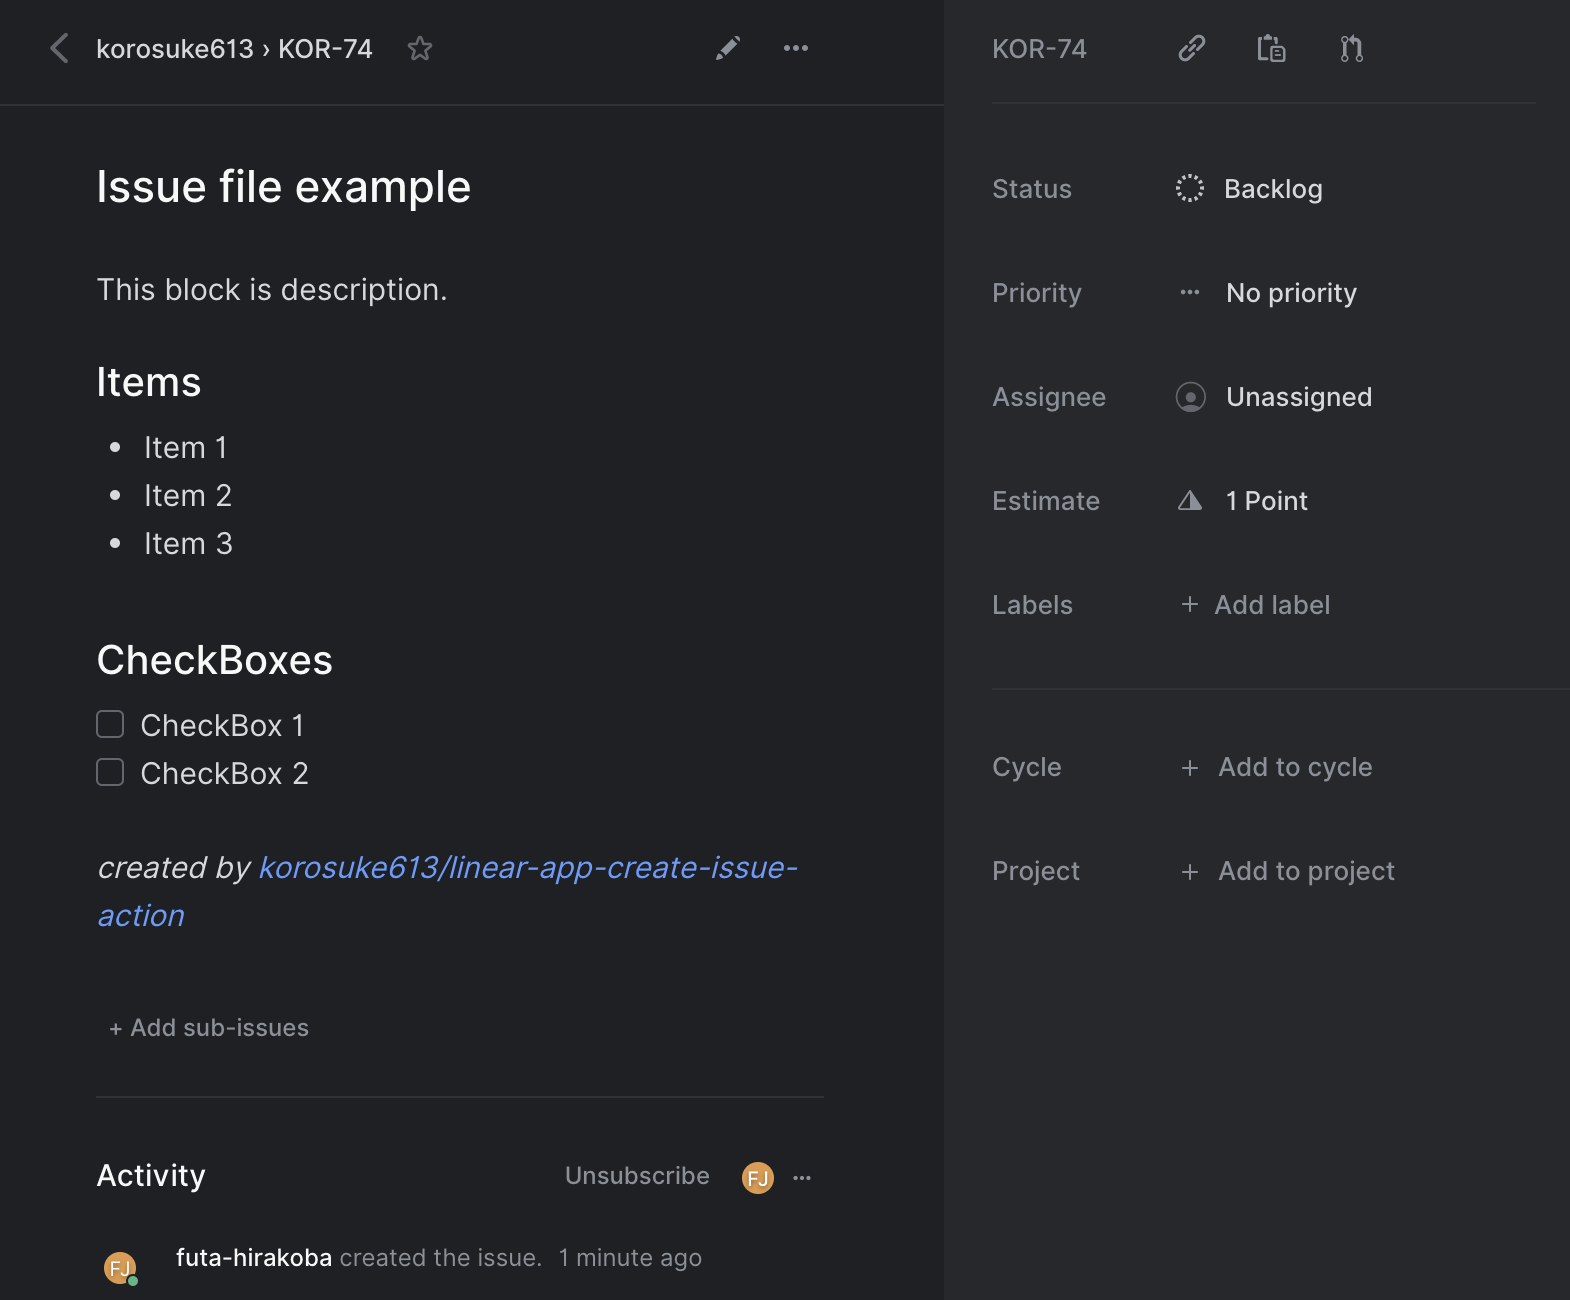 korosuke613 › KOR-74
Issue file example
This block is description.
Items
• Item 1
• Item 2
• Item 3
CheckBoxes
CheckBox 1
CheckBox 2
created by korosuke613/linear-app-create-issue-
action
+ Add sub-issues
Activity
Unsubscribe
FJ
FJ
futa-hirakoba created the issue. 1 minute ago
KOR-74
Status
Backlog
Priority
No priority
Assignee
Unassigned
Estimate
1 Point
Labels
+ Add label
Cycle
+ Add to cycle
Project
+ Add to project